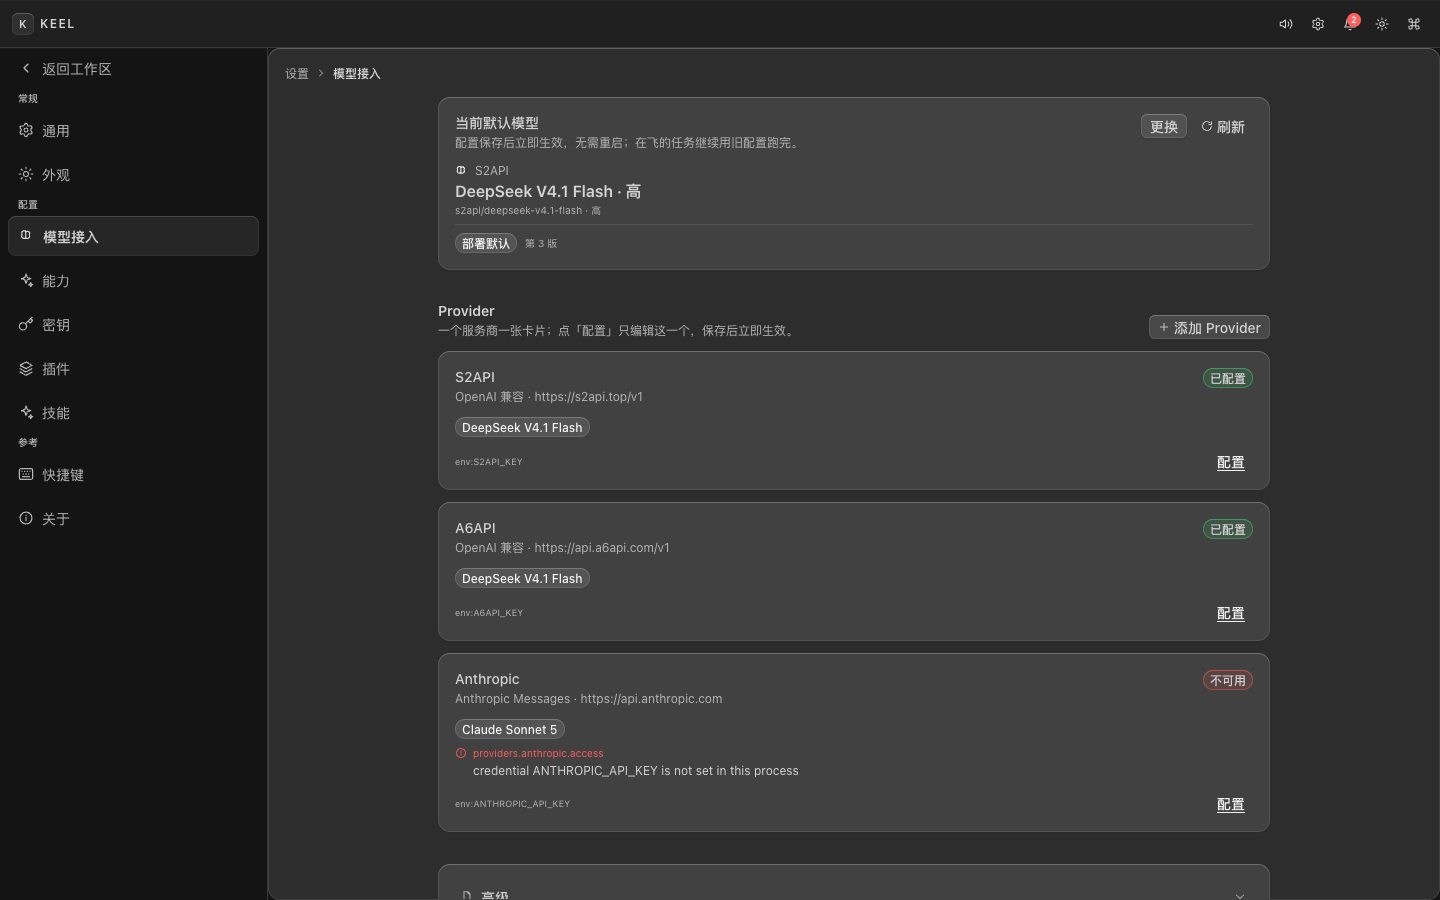 K KEEL
2
返回工作区
常规
通用
外观
配置
模型接入
能力
密钥
插件
技能
参考
快捷键
关于
设置 > 模型接入
当前默认模型
配置保存后立即生效，无需重启；在飞的任务继续用旧配置跑完。
更换
刷新
S2API
DeepSeek V4.1 Flash · 高
s2api/deepseek-v4.1-flash · 高
部署默认 第 3 版
Provider
一个服务商一张卡片；点「配置」只编辑这一个，保存后立即生效。
+ 添加 Provider
S2API
已配置
OpenAI 兼容 · https://s2api.top/v1
DeepSeek V4.1 Flash
env:S2API_KEY
配置
A6API
已配置
OpenAI 兼容 · https://api.a6api.com/v1
DeepSeek V4.1 Flash
env:A6API_KEY
配置
Anthropic
不可用
Anthropic Messages · https://api.anthropic.com
Claude Sonnet 5
providers.anthropic.access
credential ANTHROPIC_API_KEY is not set in this process
env:ANTHROPIC_API_KEY
配置
高级